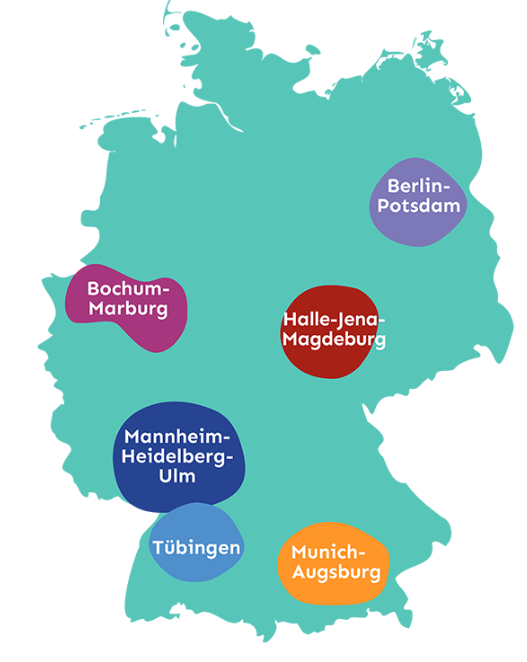 Berlin-
Potsdam
Bochum-
Marburg
Halle-Jena-
Magdeburg
Mannheim-
Heidelberg-
Ulm
Tübingen
Munich-
Augsburg